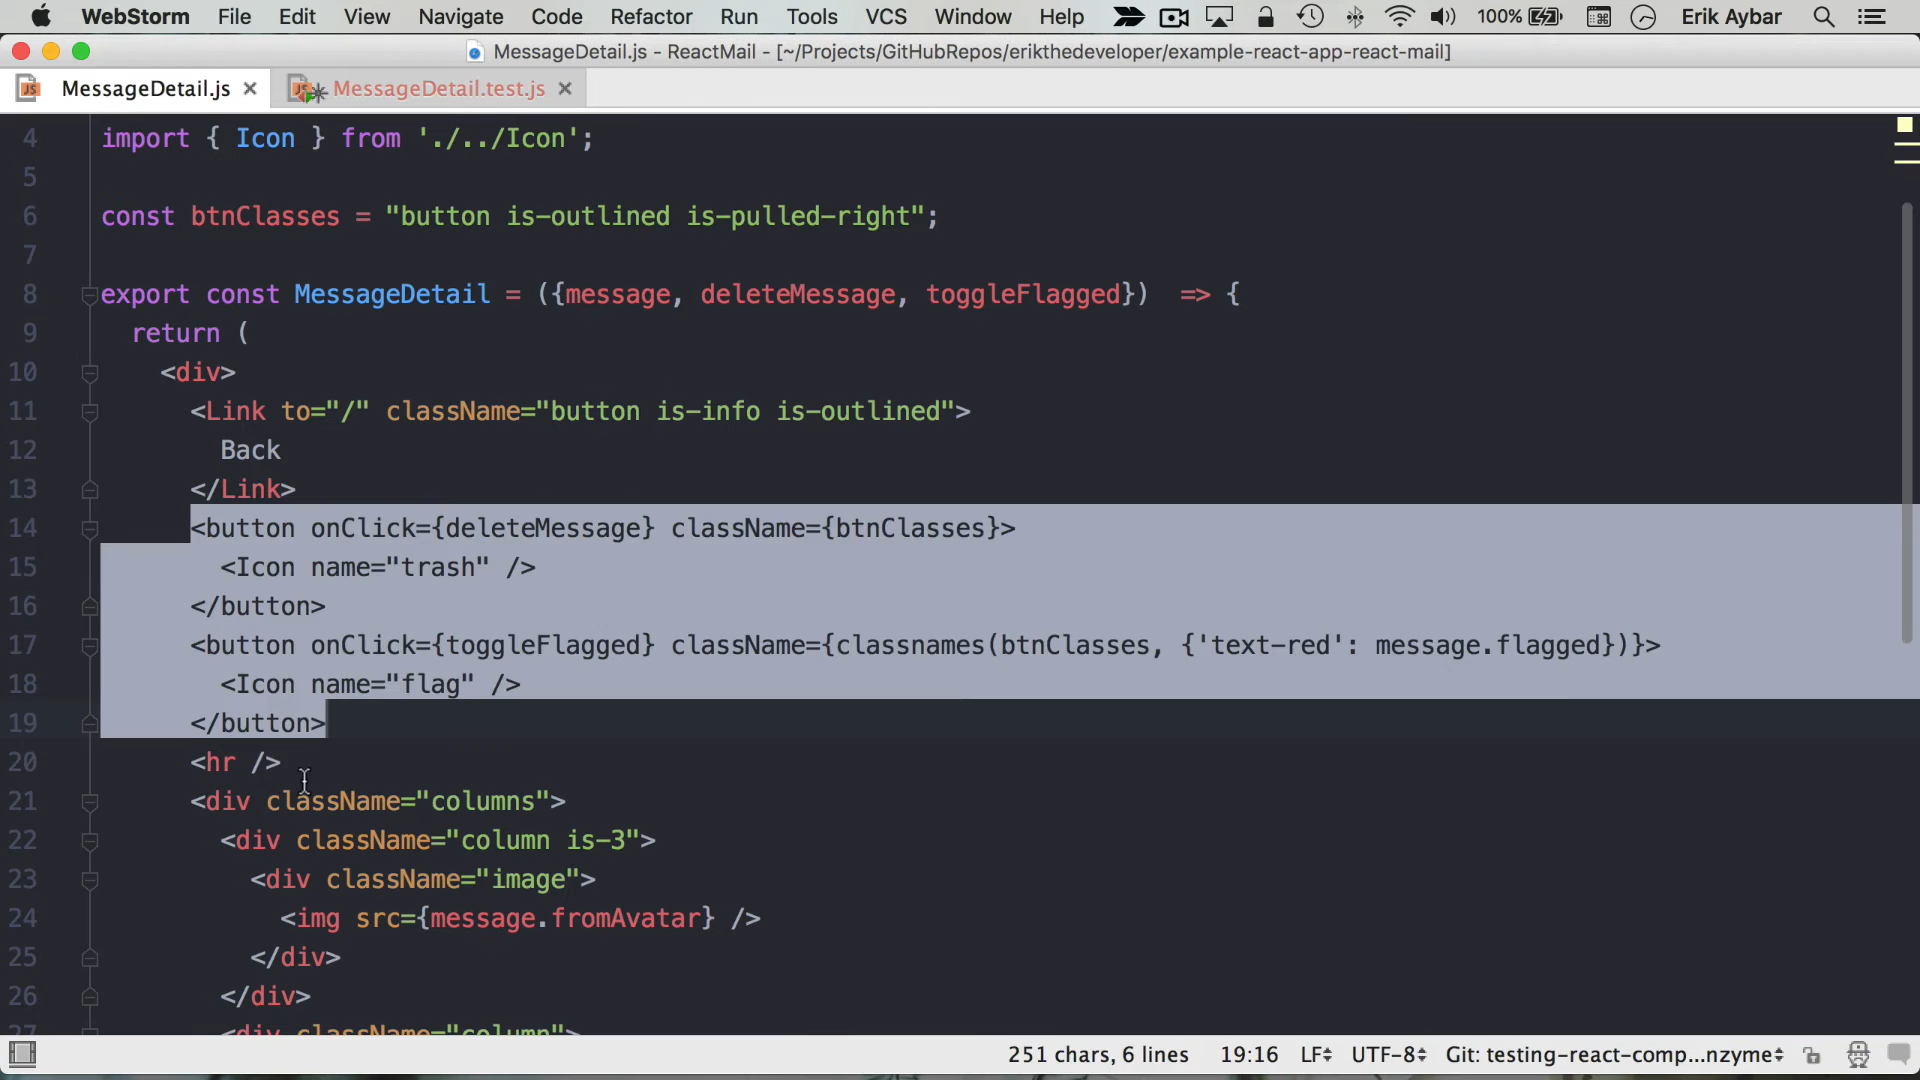 WebStorm File Edit View Navigate Code Refactor Run Tools VCS Window Help 100% Erik Aybar
MessageDetail.js - ReactMail - [~/Projects/GitHubRepos/erikthedeveloper/example-react-app-react-mail]
MessageDetail.js MessageDetail.test.js
4 import { Icon } from './../Icon';
5
6 const btnClasses = "button is-outlined is-pulled-right";
7
8 export const MessageDetail = ({message, deleteMessage, toggleFlagged}) => {
9 return (
10 <div>
11 <Link to="/" className="button is-info is-outlined">
12 Back
13 </Link>
14 <button onClick={deleteMessage} className={btnClasses}>
15 <Icon name="trash" />
16 </button>
17 <button onClick={toggleFlagged} className={classnames(btnClasses, {'text-red': message.flagged})}>
18 <Icon name="flag" />
19 </button>
20 <hr />
21 <div className="columns">
22 <div className="column is-3">
23 <div className="image">
24 <img src={message.fromAvatar} />
25 </div>
26 </div>
27 <div className="column">
251 chars, 6 lines 19:16 LF UTF-8 Git: testing-react-comp...nzyme